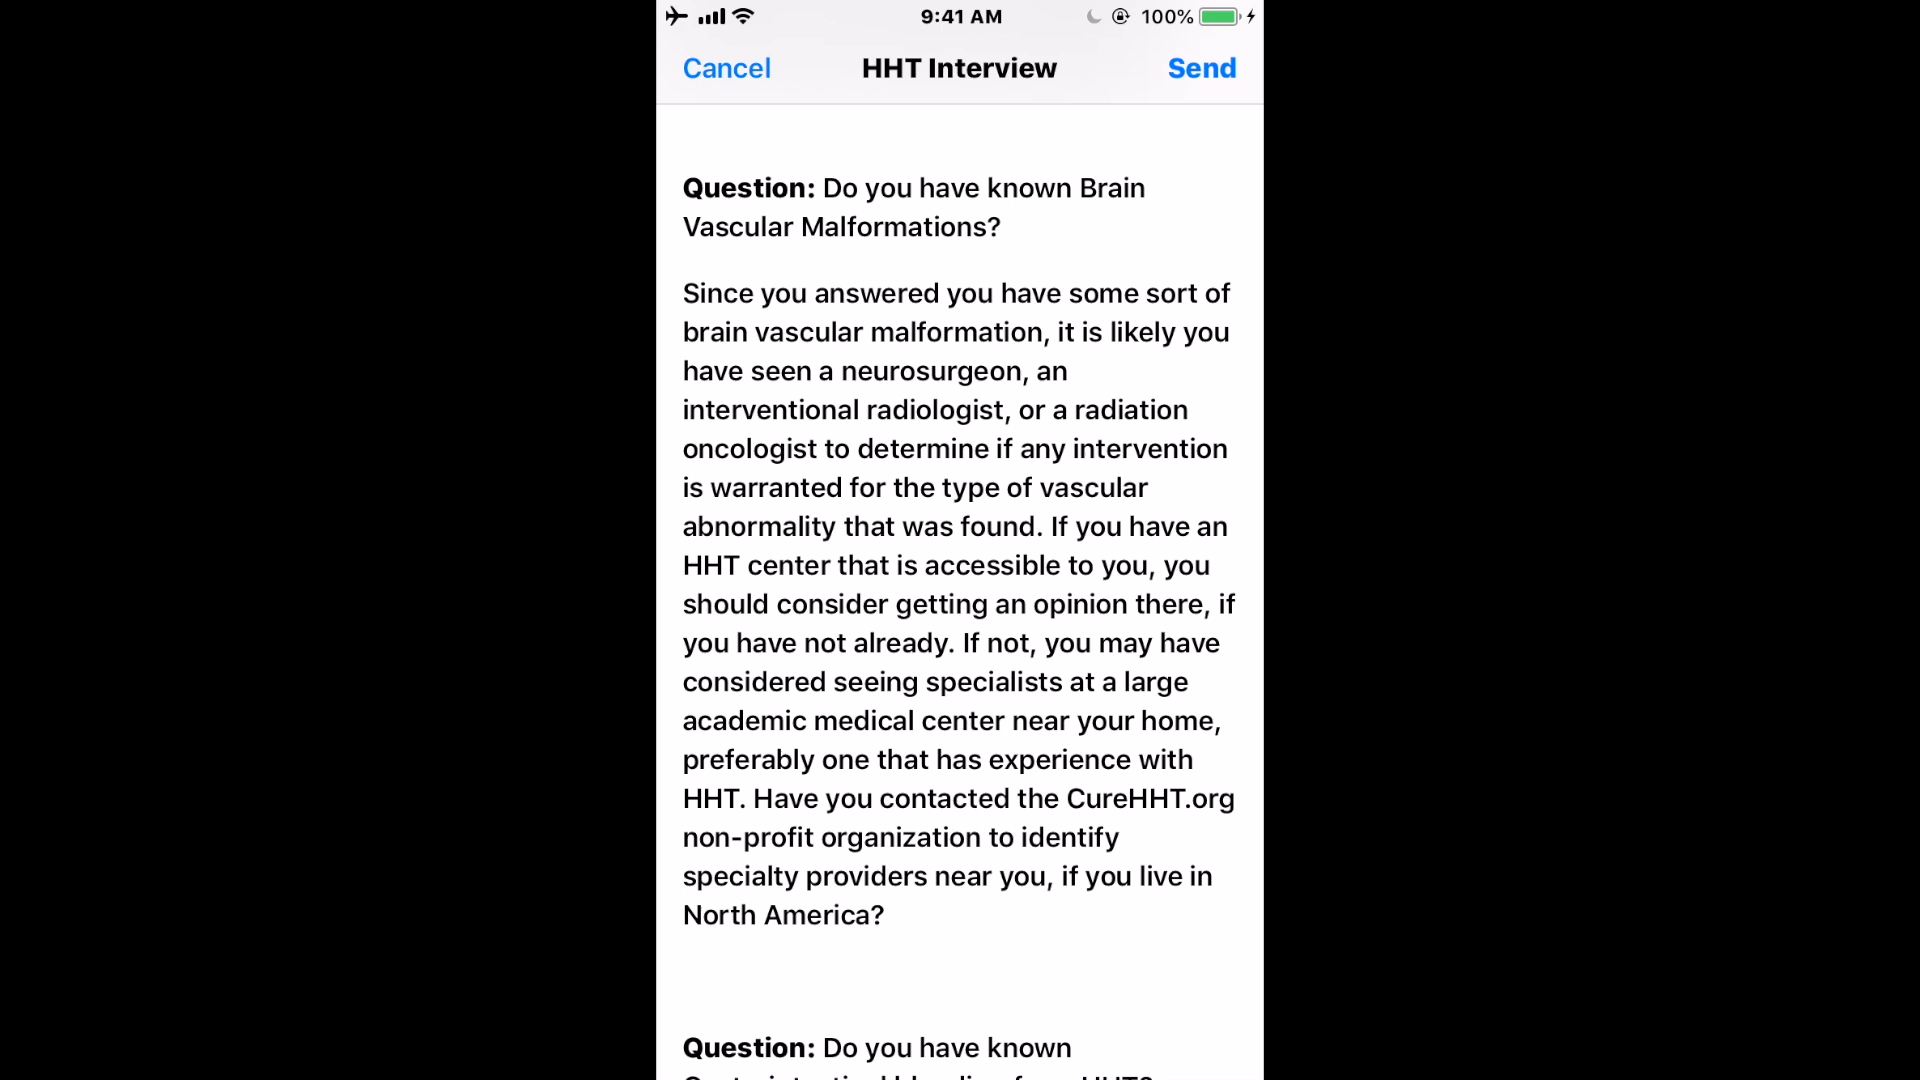 9:41 AM
100%
Cancel
HHT Interview
Send
Question: Do you have known Brain
Vascular Malformations?
Since you answered you have some sort of
brain vascular malformation, it is likely you
have seen a neurosurgeon, an
interventional radiologist, or a radiation
oncologist to determine if any intervention
is warranted for the type of vascular
abnormality that was found. If you have an
HHT center that is accessible to you, you
should consider getting an opinion there, if
you have not already. If not, you may have
considered seeing specialists at a large
academic medical center near your home,
preferably one that has experience with
HHT. Have you contacted the CureHHT.org
non-profit organization to identify
specialty providers near you, if you live in
North America?
Question: Do you have known